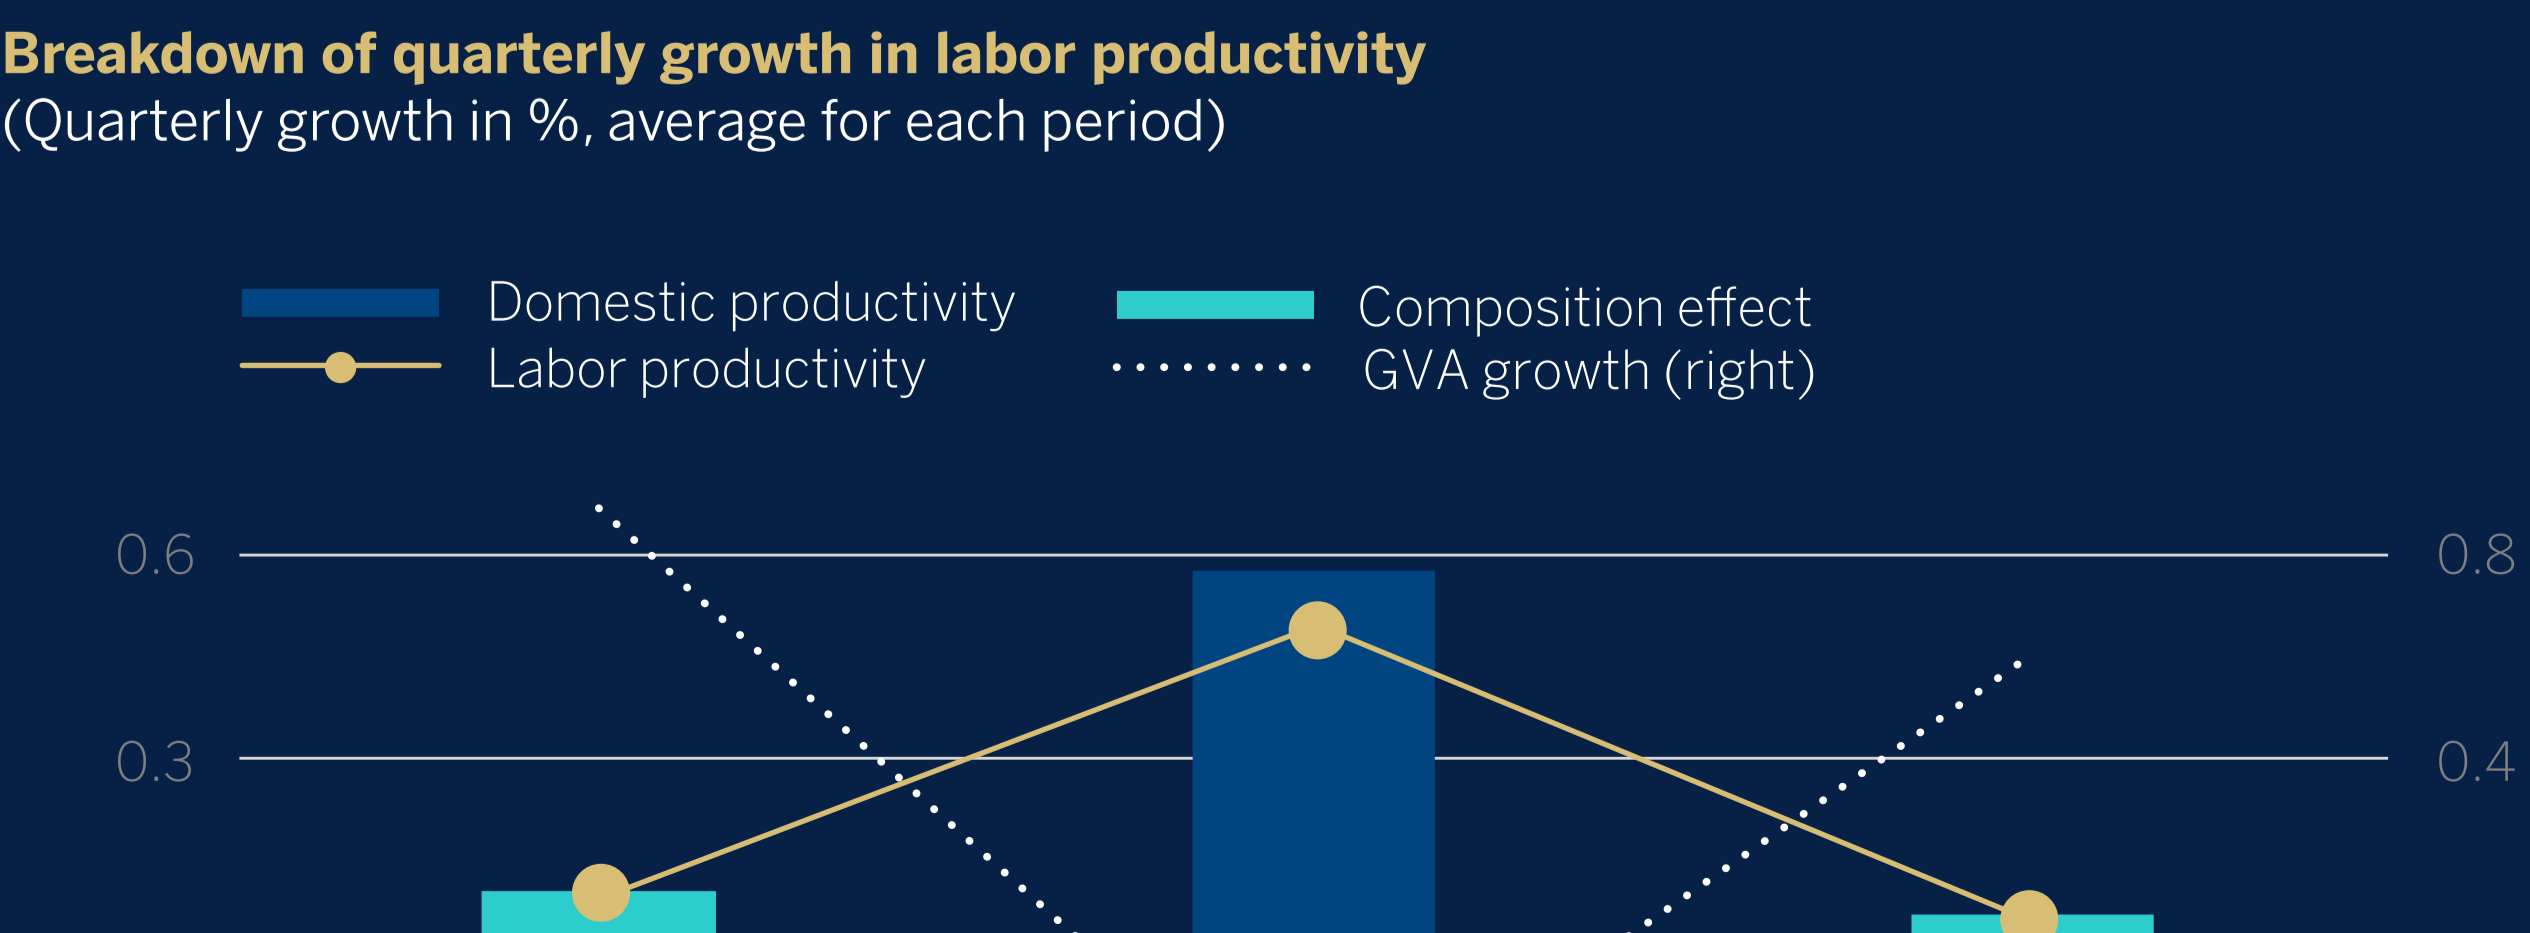 Breakdown of quarterly growth in labor productivity
(Quarterly growth in %, average for each period)
Domestic productivity
Composition effect
Labor productivity
GVA growth (right)
0.6
0.8
0.3
0.4